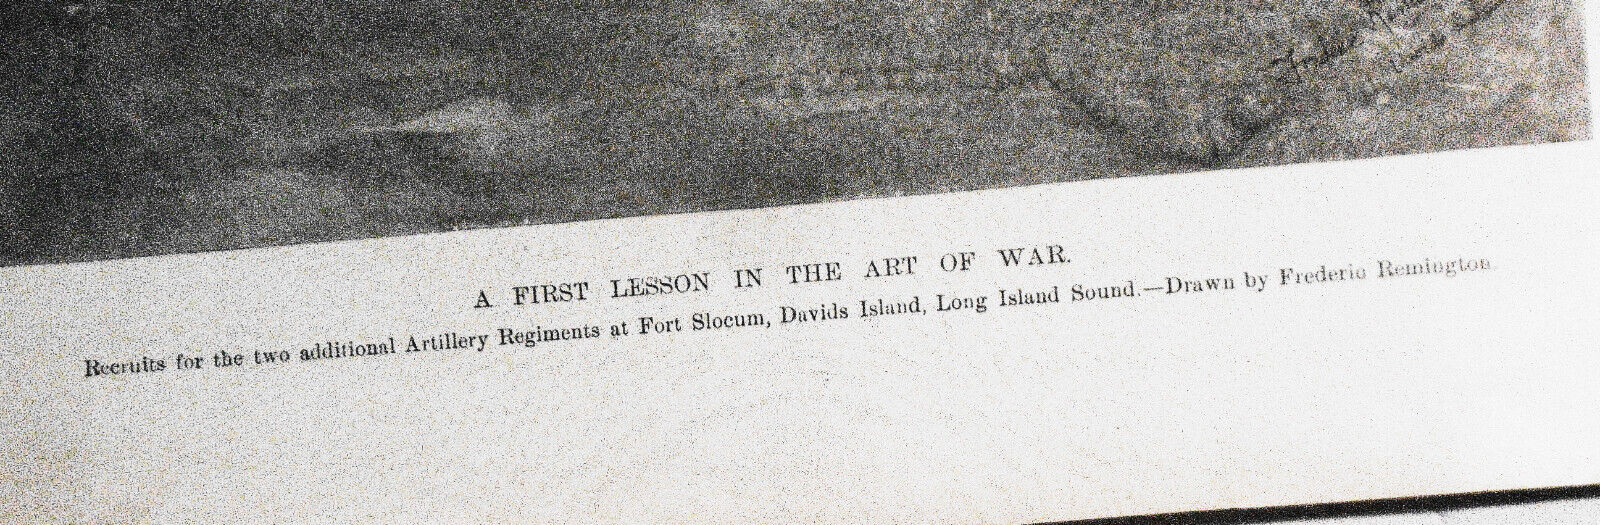 Frederic
A FIRST LESSON IN THE ART OF WAR.
Recruits for the two additional Artillery Regiments at Fort Slocum, Davids Island, Long Island Sound.—Drawn by Frederic Remington.